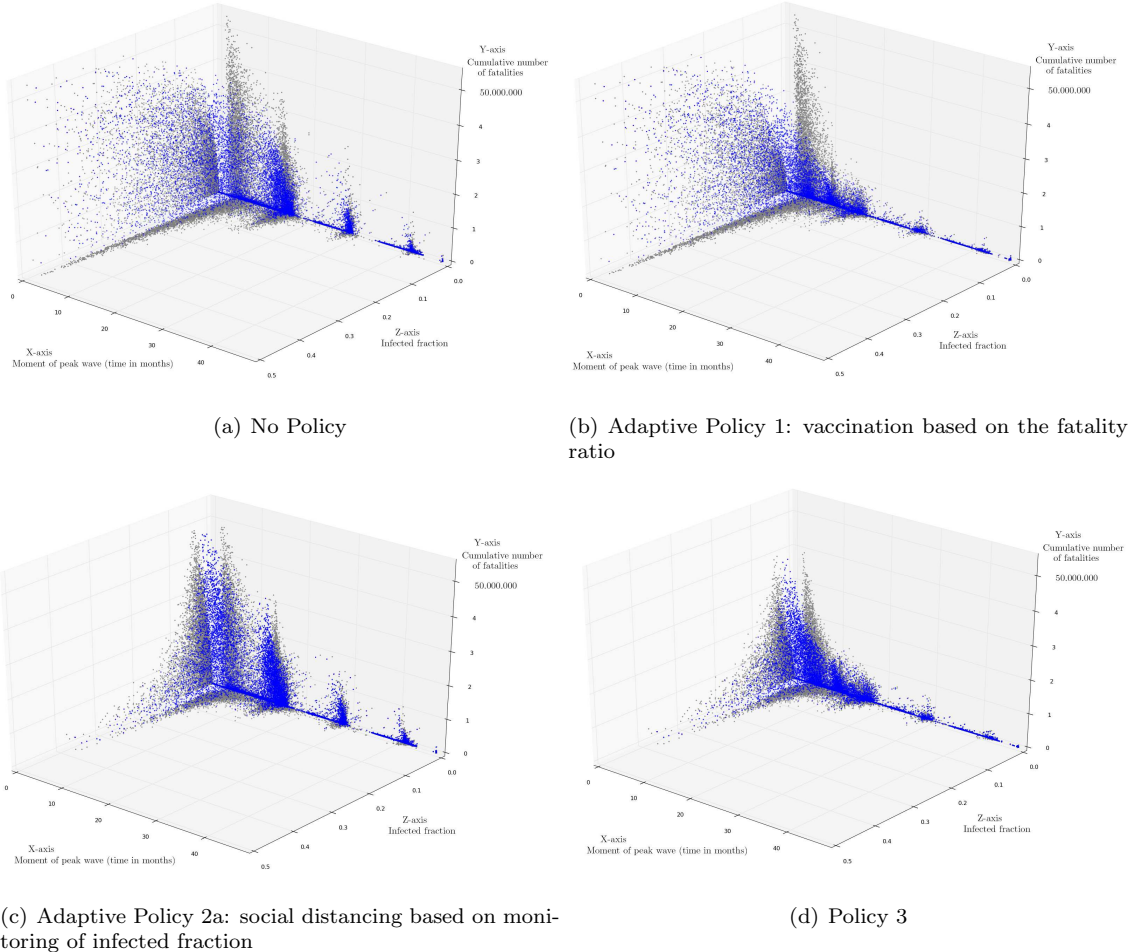 Y-axis
Cumulative number
of fatalities
50.000.000
4
3
2
1
0
0.0
0.1
0.2
0.3
0.4
0.5
Z-axis
Infected fraction
0
10
20
30
40
X-axis
Moment of peak wave (time in months)
(a) No Policy
Y-axis
Cumulative number
of fatalities
50.000.000
4
3
2
1
0
0.0
0.1
0.2
0.3
0.4
0.5
Z-axis
Infected fraction
0
10
20
30
40
X-axis
Moment of peak wave (time in months)
(b) Adaptive Policy 1: vaccination based on the fatality
ratio
Y-axis
Cumulative number
of fatalities
50.000.000
4
3
2
1
0
0.0
0.1
0.2
0.3
0.4
0.5
Z-axis
Infected fraction
0
10
20
30
40
X-axis
Moment of peak wave (time in months)
(c) Adaptive Policy 2a: social distancing based on moni-
toring of infected fraction
Y-axis
Cumulative number
of fatalities
50.000.000
4
3
2
1
0
0.0
0.1
0.2
0.3
0.4
0.5
Z-axis
Infected fraction
0
10
20
30
40
X-axis
Moment of peak wave (time in months)
(d) Policy 3